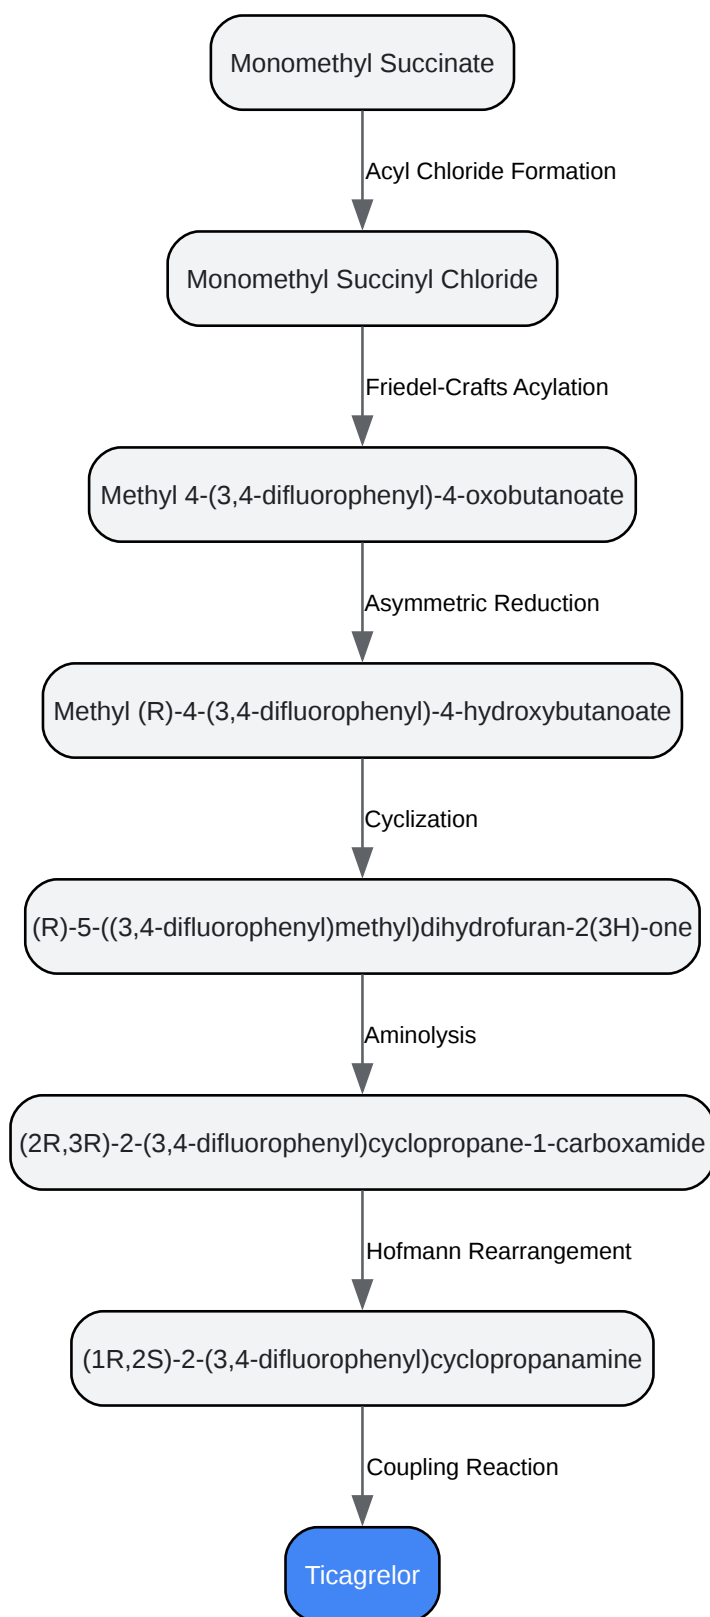 Monomethyl Succinate
Acyl Chloride Formation
Monomethyl Succinyl Chloride
Friedel-Crafts Acylation
Methyl 4-(3,4-difluorophenyl)-4-oxobutanoate
Asymmetric Reduction
Methyl (R)-4-(3,4-difluorophenyl)-4-hydroxybutanoate
Cyclization
(R)-5-((3,4-difluorophenyl)methyl)dihydrofuran-2(3H)-one
Aminolysis
(2R,3R)-2-(3,4-difluorophenyl)cyclopropane-1-carboxamide
Hofmann Rearrangement
(1R,2S)-2-(3,4-difluorophenyl)cyclopropanamine
Coupling Reaction
Ticagrelor